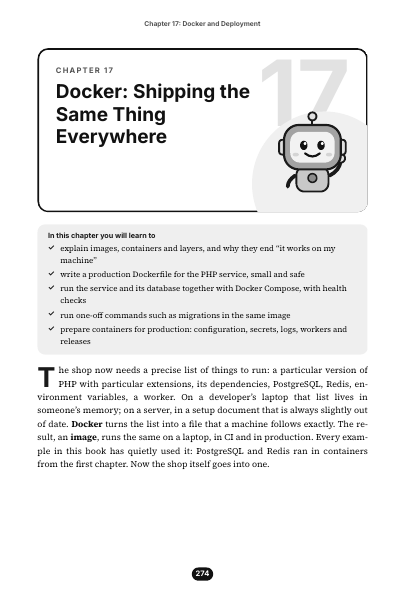 Chapter 17: Docker and Deployment
17
CHAPTER 17
Docker: Shipping the
Same Thing
Everywhere
In this chapter you will learn to
✓ explain images, containers and layers, and why they end “it works on my
machine”
✓ write a production Dockerfile for the PHP service, small and safe
✓ run the service and its database together with Docker Compose, with health
checks
✓ run one-off commands such as migrations in the same image
✓ prepare containers for production: configuration, secrets, logs, workers and
releases
The shop now needs a precise list of things to run: a particular version of
PHP with particular extensions, its dependencies, PostgreSQL, Redis, en-
vironment variables, a worker. On a developer’s laptop that list lives in
someone’s memory; on a server, in a setup document that is always slightly out
of date. Docker turns the list into a file that a machine follows exactly. The re-
sult, an image, runs the same on a laptop, in CI and in production. Every exam-
ple in this book has quietly used it: PostgreSQL and Redis ran in containers
from the first chapter. Now the shop itself goes into one.
274